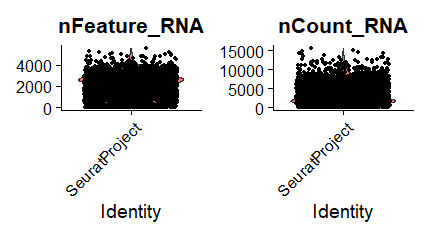 nFeature_RNA
4000
2000
0
SeuratProject
Identity
nCount_RNA
15000
10000
5000
0
SeuratProject
Identity